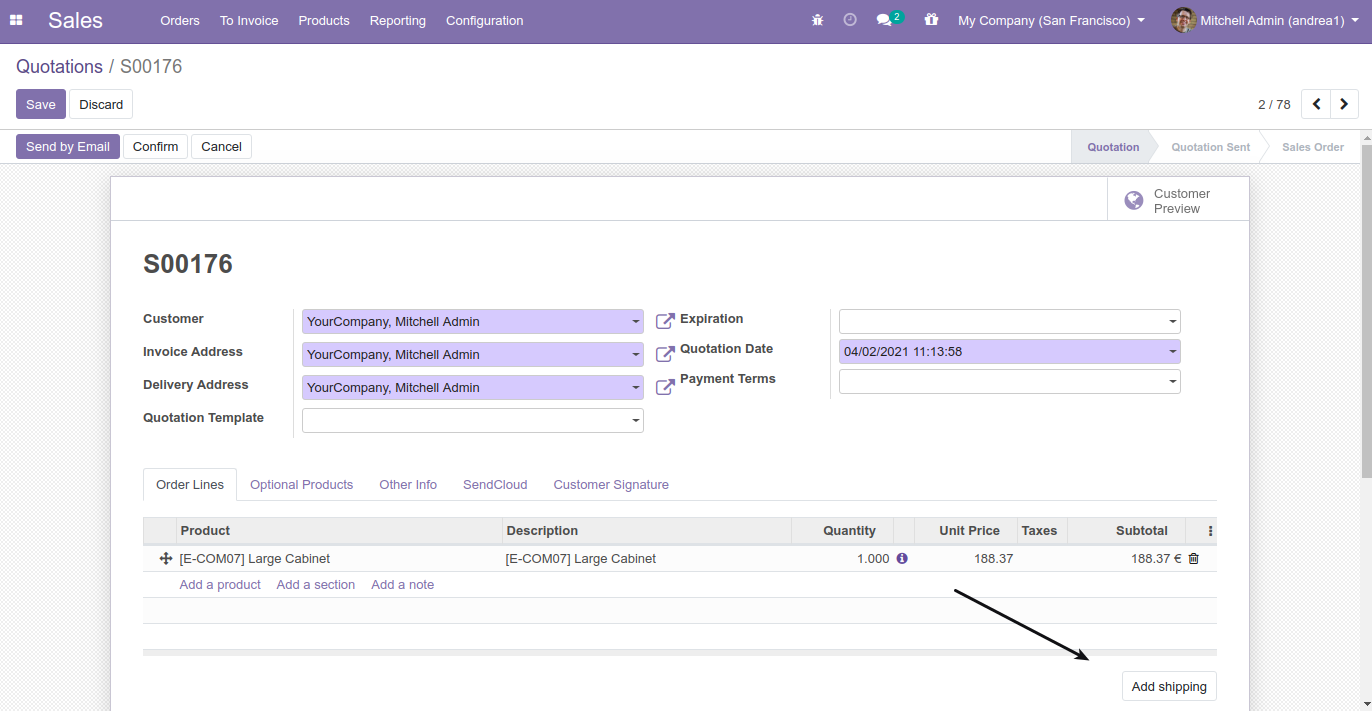 Sales Orders To Invoice Products Reporting Configuration 2 My Company (San Francisco) Mitchell Admin (andrea1)
Quotations / S00176
Save Discard 2 / 78
Send by Email Confirm Cancel Quotation Quotation Sent Sales Order
Customer
Preview
S00176
Customer YourCompany, Mitchell Admin Expiration
Invoice Address YourCompany, Mitchell Admin Quotation Date 04/02/2021 11:13:58
Delivery Address YourCompany, Mitchell Admin Payment Terms
Quotation Template
Order Lines Optional Products Other Info SendCloud Customer Signature
Product Description Quantity Unit Price Taxes Subtotal
[E-COM07] Large Cabinet [E-COM07] Large Cabinet 1.000 188.37 188.37 €
Add a product Add a section Add a note
Add shipping